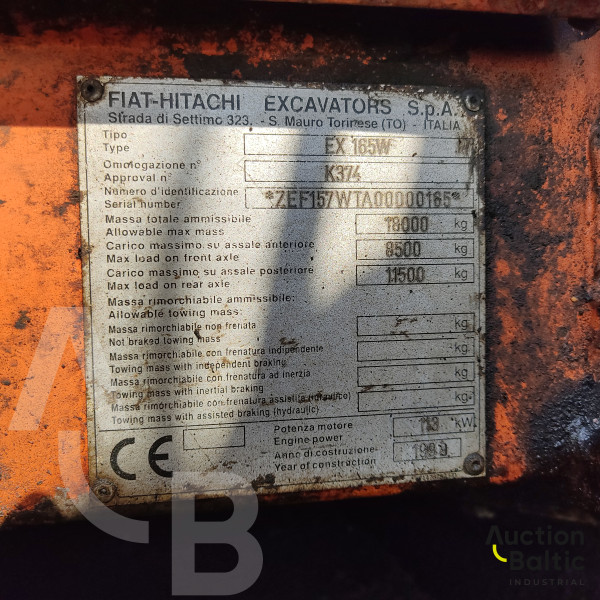 FIAT-HITACHI EXCAVATORS S.p.A.
Strada di Settimo 323, - S. Mauro Torinese (TO) - ITALIA
Tipo
Type
EX 165W
Omologazione n°
Approval n°
K374
Numero d'identificazione
Serial number
*ZEF157WTA00000165*
Massa totale ammissibile
Allowable max mass
18000 kg
Carico massimo su assale anteriore
Max load on front axle
8500 kg
Carico massimo su assale posteriore
Max load on rear axle
11500 kg
Massa rimorchiabile ammissibile:
Allowable towing mass:
Massa rimorchiabile non frenata
Not braked towing mass
kg
Massa rimorchiabile con frenatura indipendente
Towing mass with independent braking
kg
Massa rimorchiabile con frenatura ad inerzia
Towing mass with inertial braking
kg
Massa rimorchiabile con frenatura assistita (idraulica)
Towing mass with assisted braking (hydraulic)
kg
CE
Potenza motore
Engine power
113 kW
Anno di costruzione
Year of construction
ACB
Auction
Baltic
INDUSTRIAL